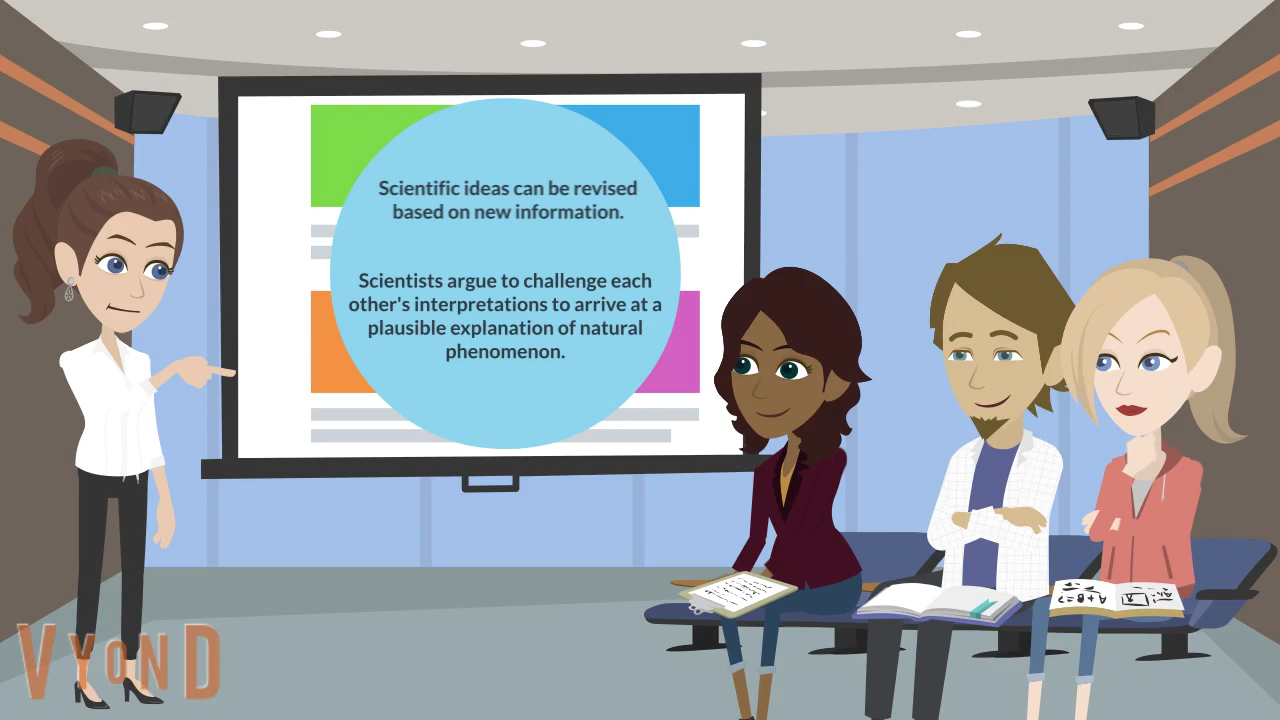 Scientific ideas can be revised
based on new information.
Scientists argue to challenge each
other's interpretations to arrive at a
plausible explanation of natural
phenomenon.
A+B=?
VYOND